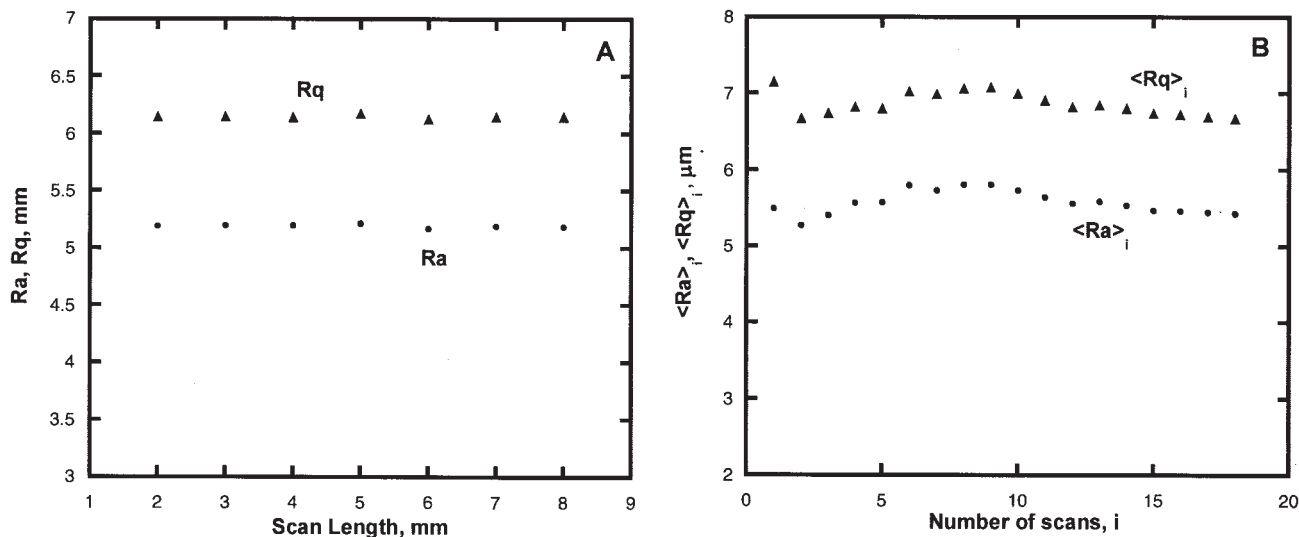 A
7
6.5
6
5.5
5
4.5
4
3.5
3
Rq
Ra
Ra, Rq, mm
1 2 3 4 5 6 7 8 9
Scan Length, mm
B
8
7
6
5
4
3
2
<Rq>i
<Ra>i
<Ra>i, <Rq>i, μm
0 5 10 15 20
Number of scans, i